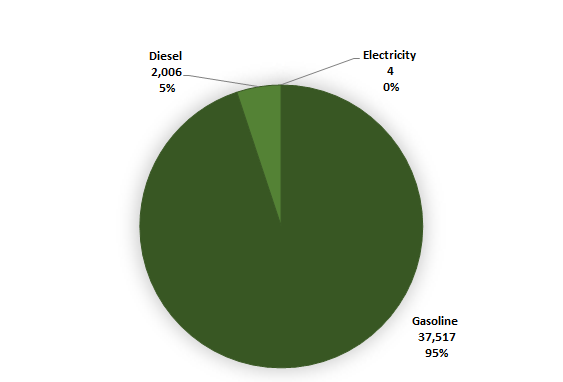 Diesel
2,006
5%
Electricity
4
0%
Gasoline
37,517
95%